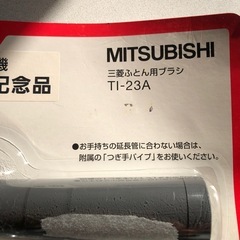 機
記念品
MITSUBISHI
三菱ふとん用ブラシ
TI-23A
●お手持ちの延長管に合わない場合は、
附属の「つぎ手パイプ」をお使いください。